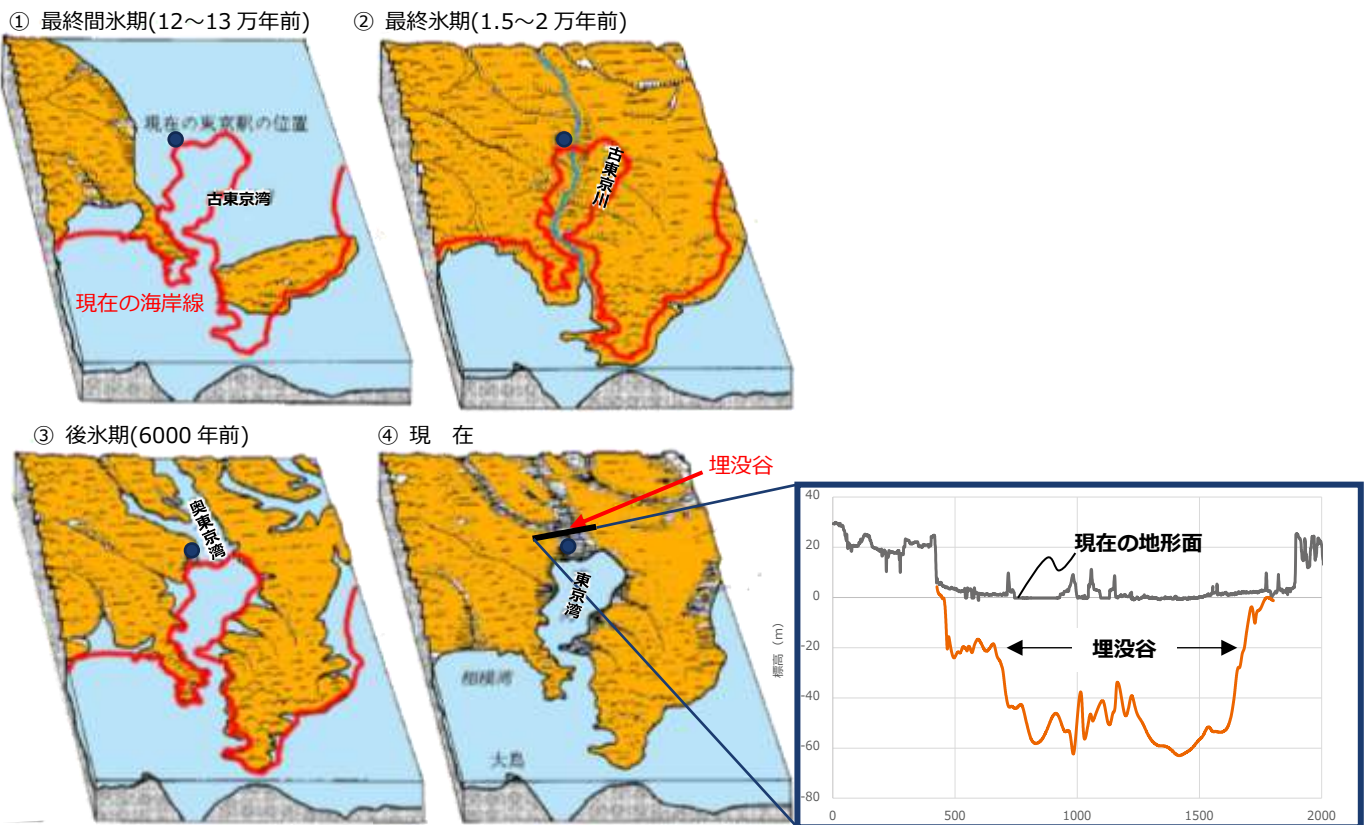 ① 最終間氷期(12～13 万年前)
② 最終氷期(1.5～2 万年前)
現在の東京駅の位置
古東京湾
現在の海岸線
古東京川
③ 後氷期(6000 年前)
④ 現　在
奥東京湾
埋没谷
東京湾
相模湾
大島
40
20
0
-20
-40
-60
-80
標高（m）
現在の地形面
埋没谷
0
500
1000
1500
2000